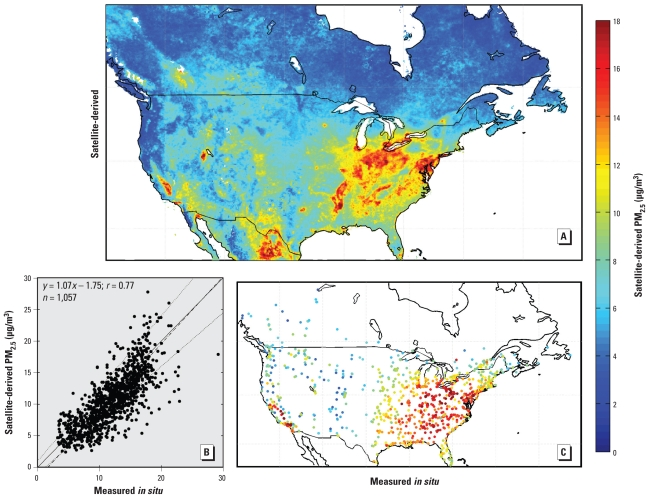 Satellite-derived
A
18
16
14
12
10
8
6
4
2
0
Satellite-derived PM2.5 (μg/m³)
30
25
20
15
10
5
0
y = 1.07x – 1.75; r = 0.77
n = 1,057
Satellite-derived PM2.5 (μg/m³)
B
0
10
20
30
Measured in situ
C
Measured in situ